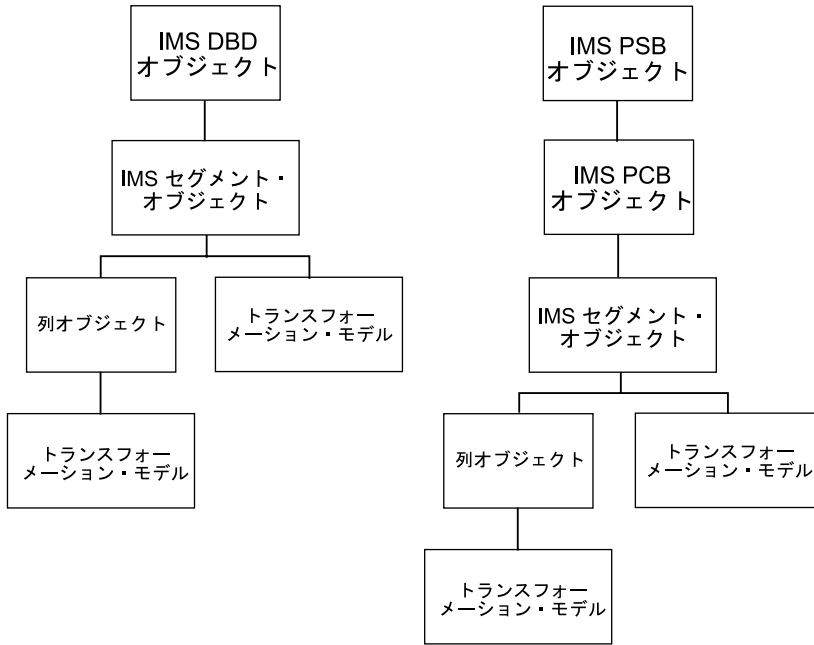 IMS DBD
オブジェクト
IMS セグメント・
オブジェクト
列オブジェクト
トランスフォー
メーション・モデル
トランスフォー
メーション・モデル
IMS PSB
オブジェクト
IMS PCB
オブジェクト
IMS セグメント・
オブジェクト
列オブジェクト
トランスフォー
メーション・モデル
トランスフォー
メーション・モデル